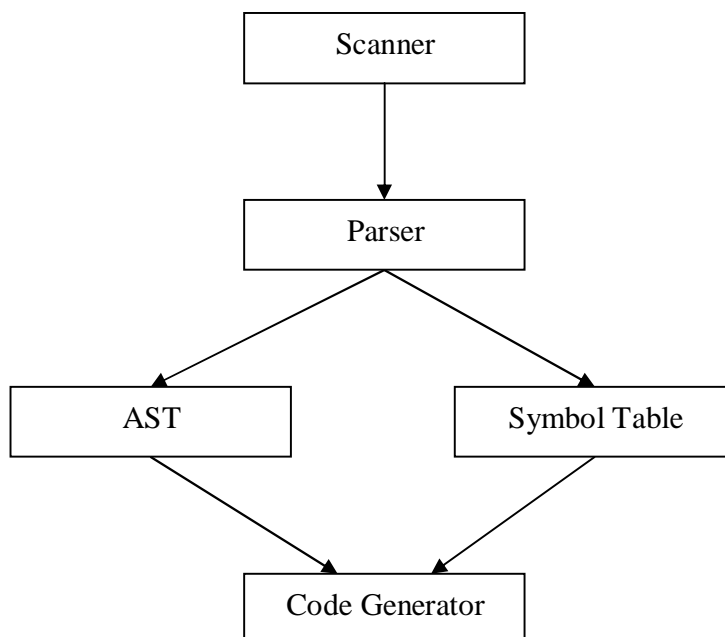 Scanner
Parser
AST
Symbol Table
Code Generator